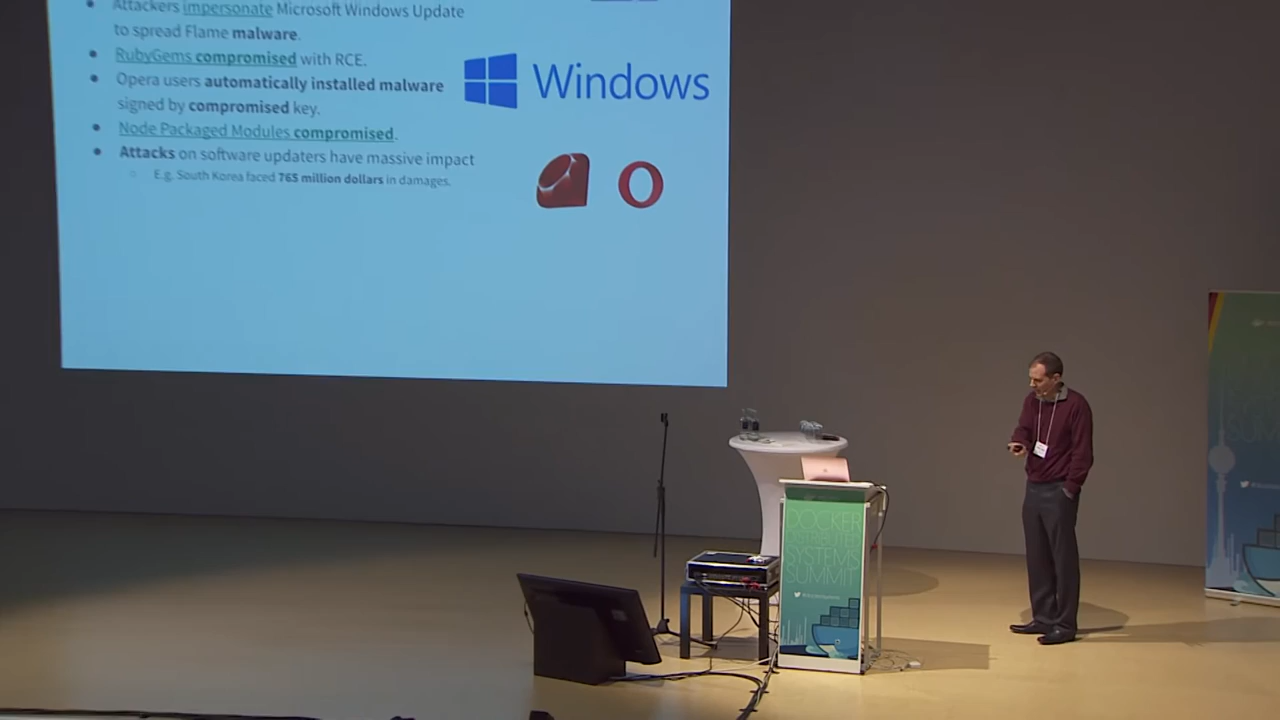 Attackers impersonate Microsoft Windows Update
to spread Flame malware.
RubyGems compromised with RCE.
Opera users automatically installed malware
signed by compromised key.
Node Packaged Modules compromised.
Attacks on software updaters have massive impact
E.g. South Korea faced 765 million dollars in damages.
Windows
DOCKER
SYSTEMS
SUMMIT